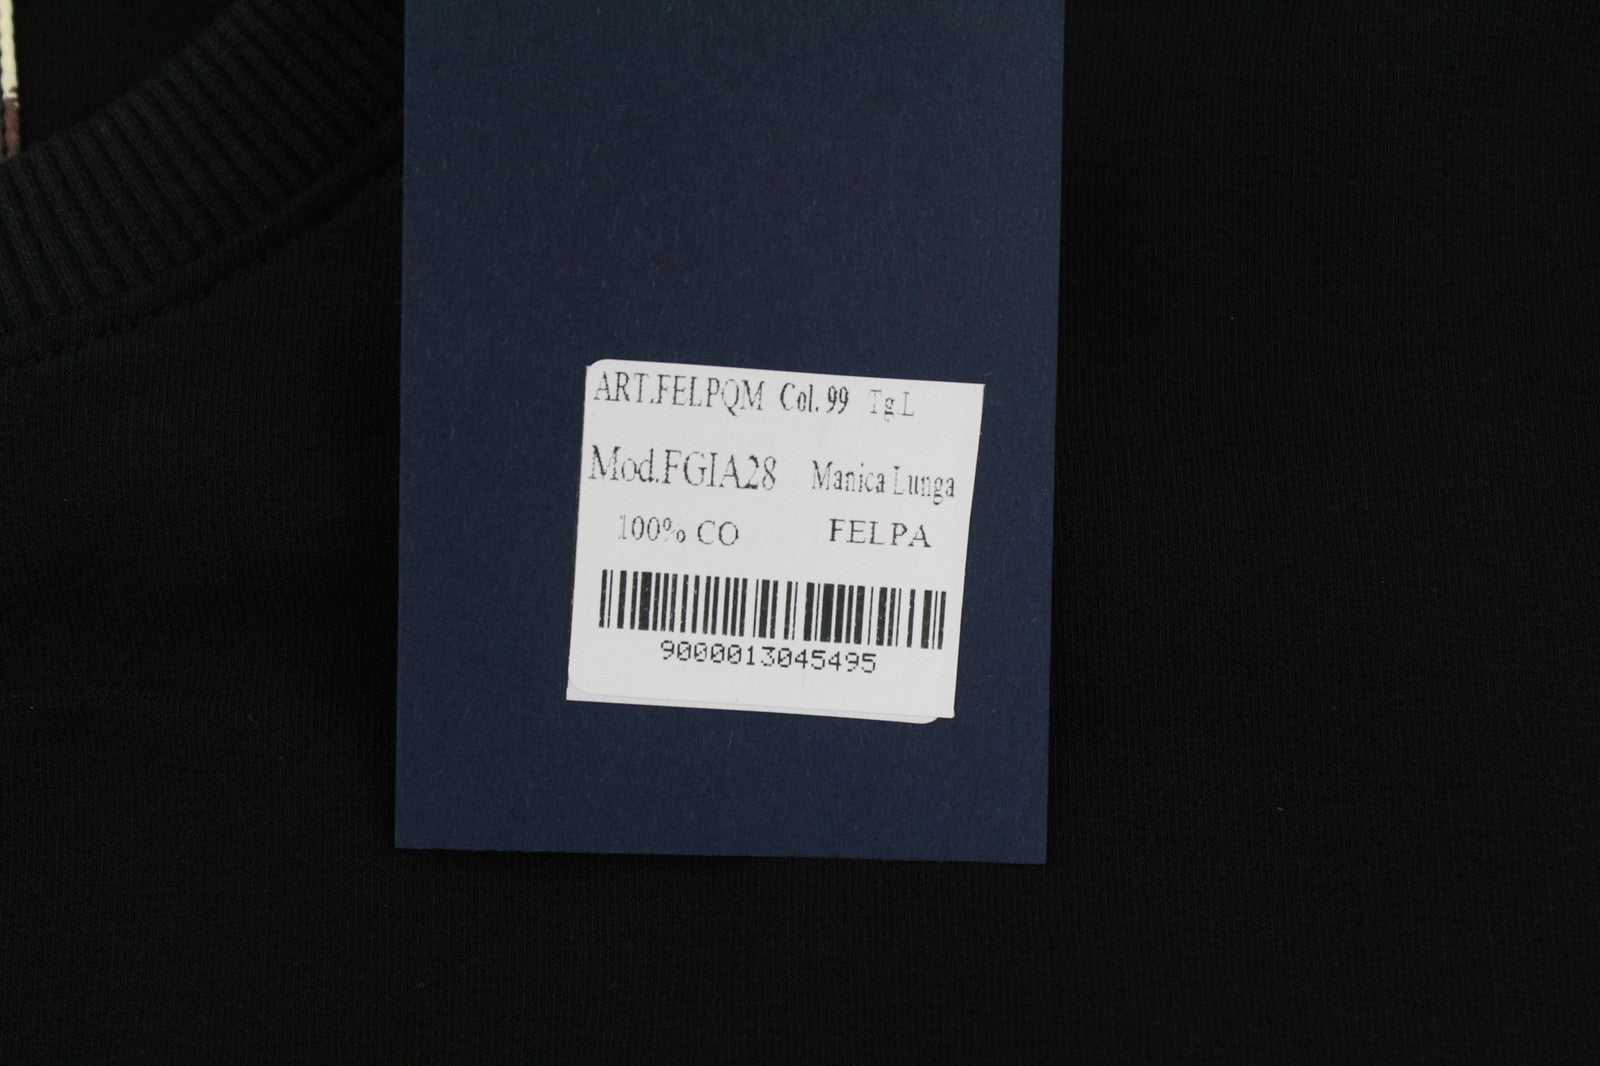 ART.FELPQM Col. 99 Tg.L
Mod.FGIA28 Manica Lunga
100% CO FELPA
9000013045495